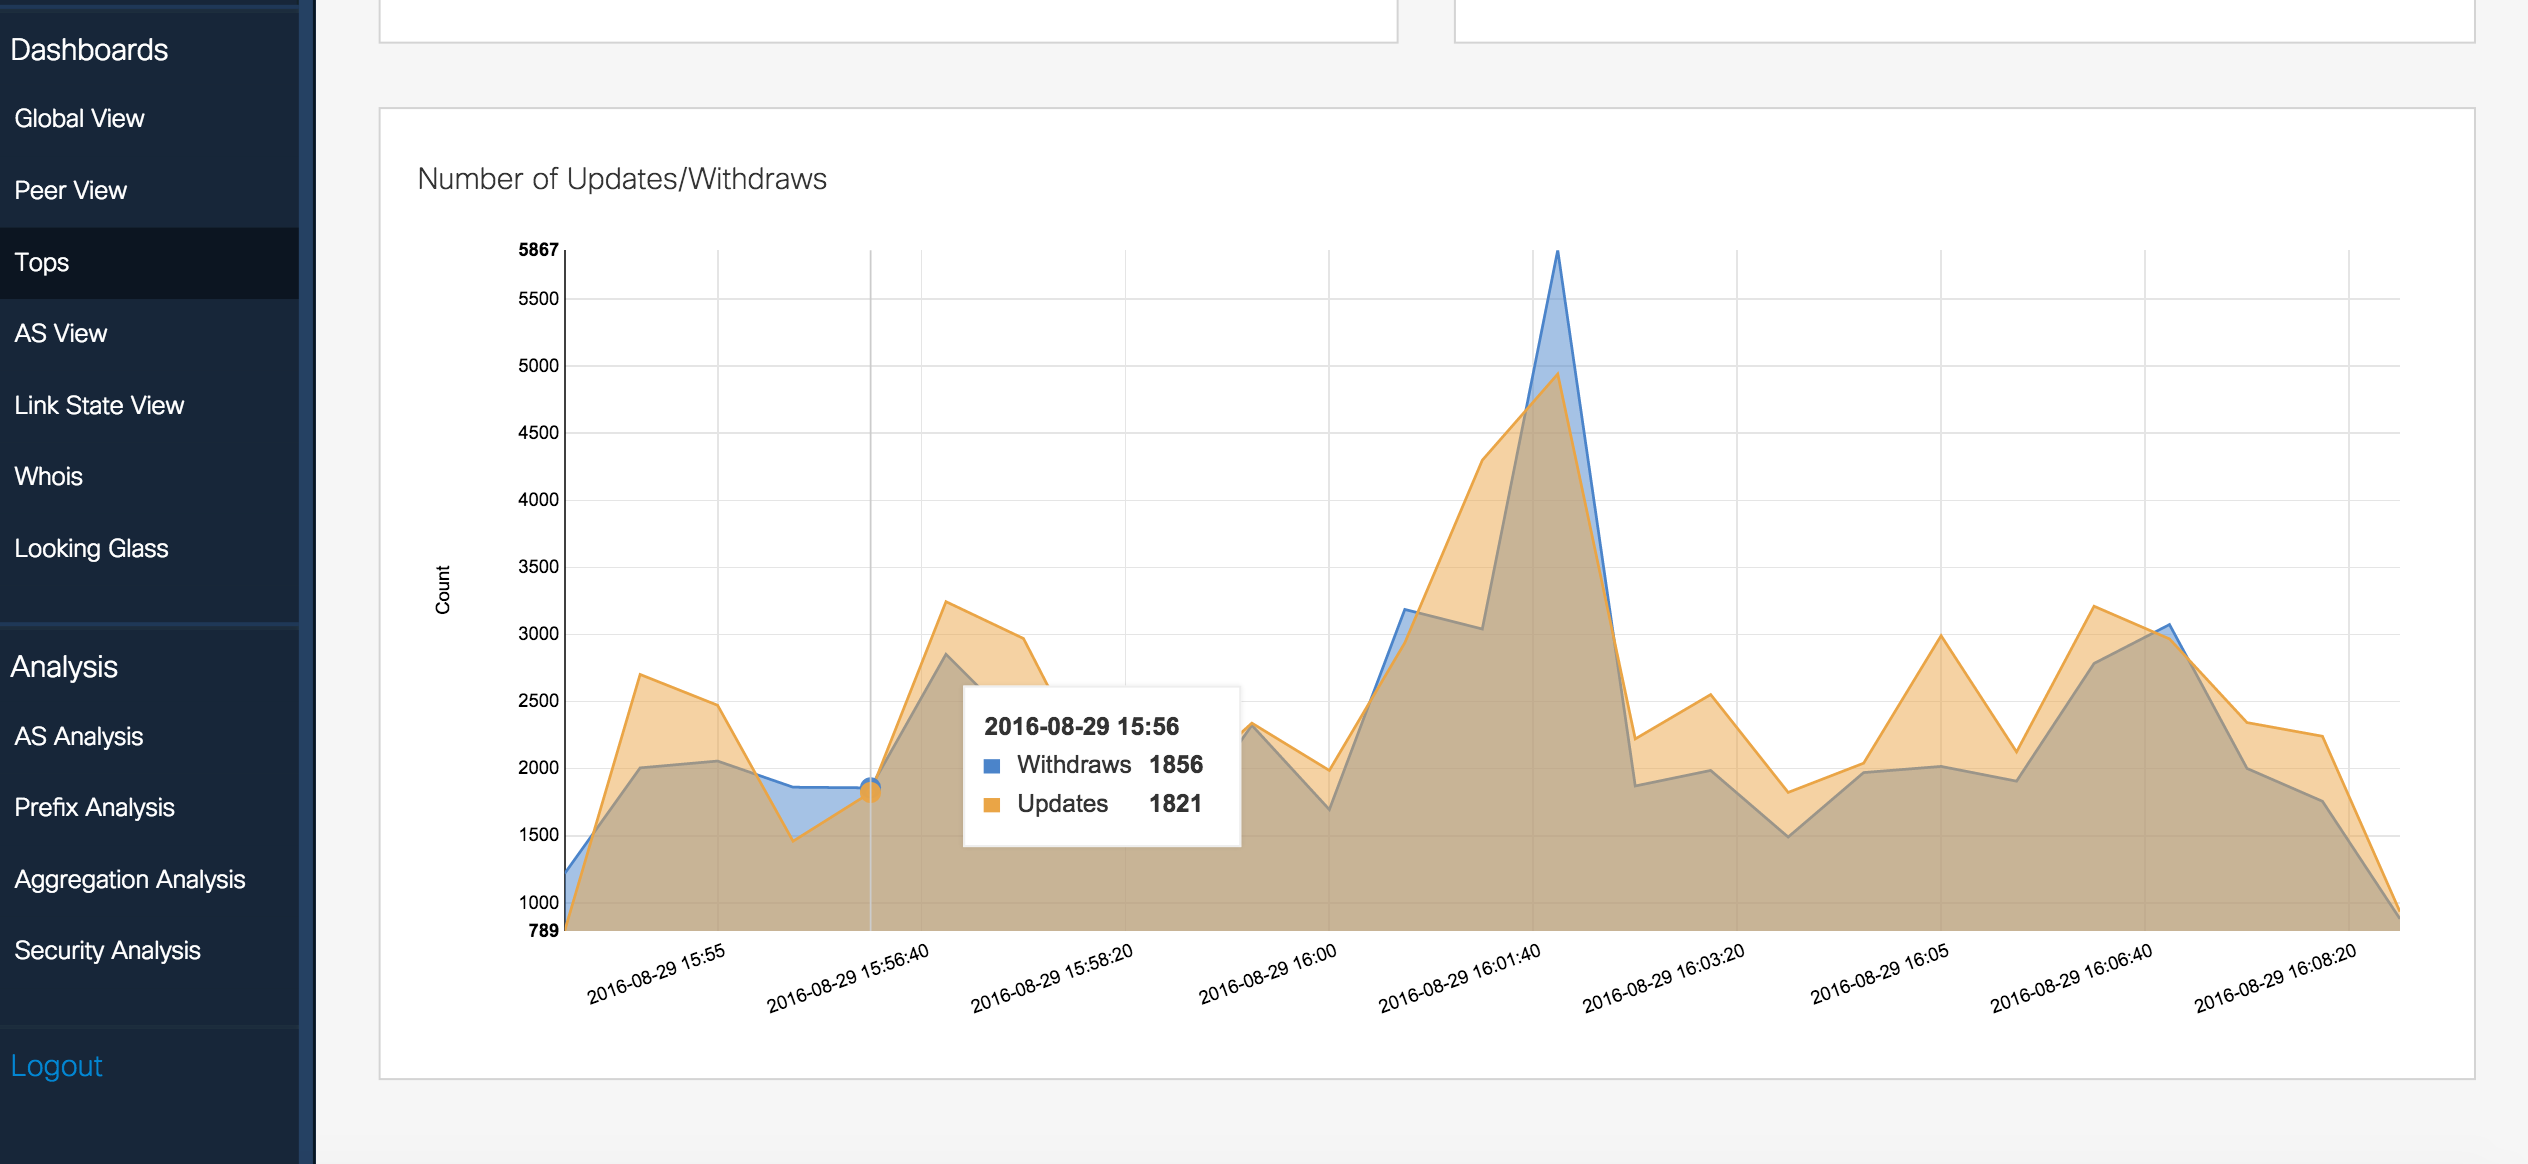 Dashboards
Global View
Peer View
Tops
AS View
Link State View
Whois
Looking Glass
Analysis
AS Analysis
Prefix Analysis
Aggregation Analysis
Security Analysis
Logout
Number of Updates/Withdraws
5867
5500
5000
4500
4000
3500
3000
2500
2000
1500
1000
789
Count
2016-08-29 15:56
Withdraws 1856
Updates 1821
2016-08-29 15:55
2016-08-29 15:56:40
2016-08-29 15:58:20
2016-08-29 16:00
2016-08-29 16:01:40
2016-08-29 16:03:20
2016-08-29 16:05
2016-08-29 16:06:40
2016-08-29 16:08:20